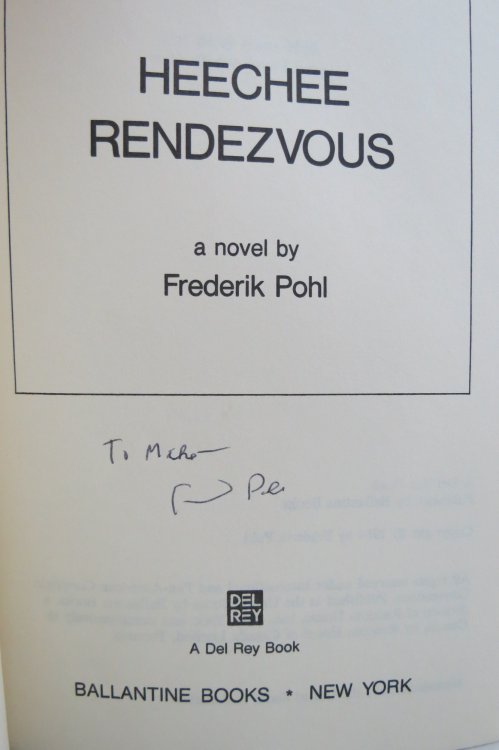 HEECHEE
RENDEZVOUS
a novel by
Frederik Pohl
To Mike—
DEL
REY
A Del Rey Book
BALLANTINE BOOKS * NEW YORK